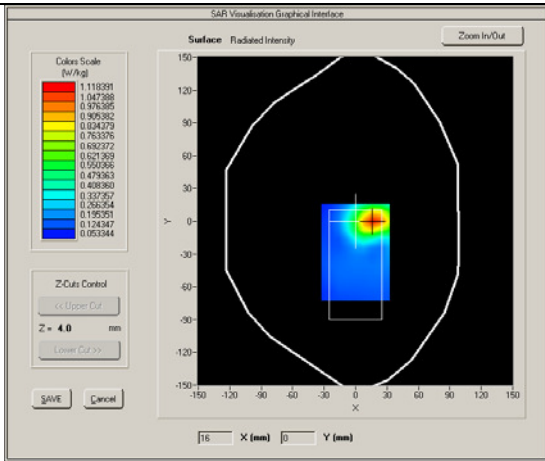 SAR Visualisation Graphical Interface
Surface Radiated Intensity
Zoom In/Out
Colors Scale
(W/kg)
1.118391
1.047388
0.976385
0.905382
0.834379
0.763376
0.692372
0.621369
0.550366
0.479363
0.408360
0.337357
0.266354
0.195351
0.124347
0.053344
Z-Cuts Control
<< Upper Cut
Z = 4.0 mm
Lower Cut >>
SAVE
Cancel
150
120
90
60
30
0
-30
-60
-90
-120
-150
Y
-150 -120 -90 -60 -30 0 30 60 90 120 150
X
16 X (mm) 0 Y (mm)